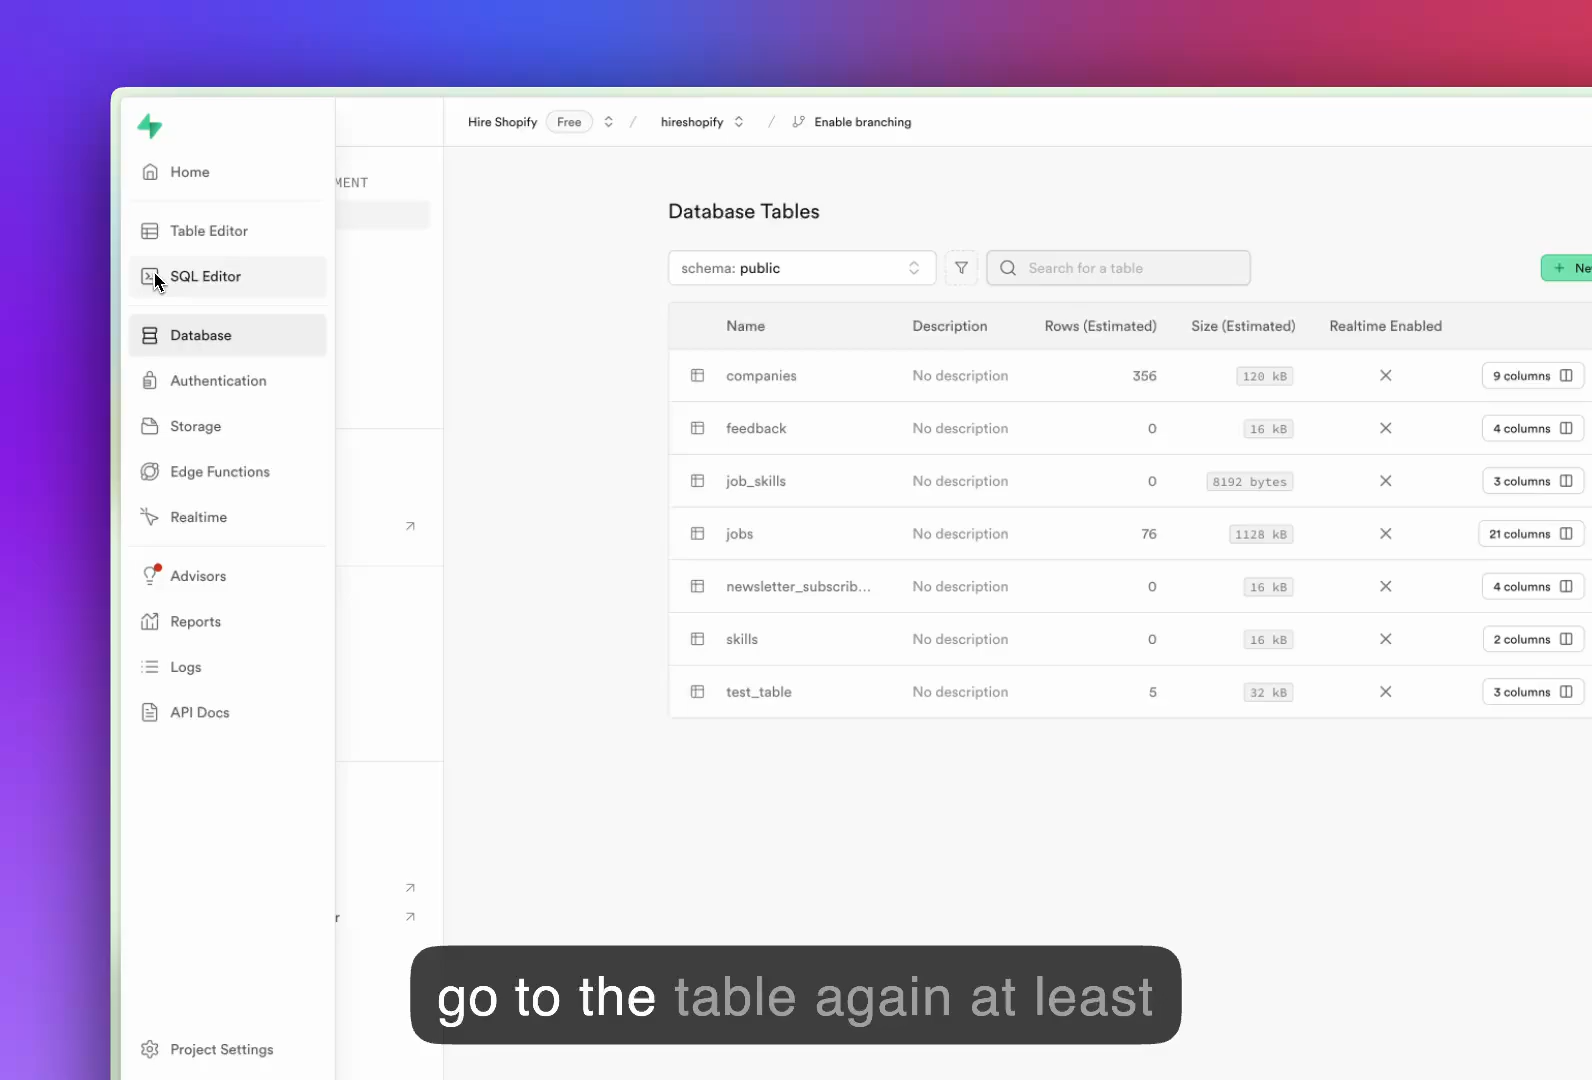 Home
Table Editor
SQL Editor
Database
Authentication
Storage
Edge Functions
Realtime
Advisors
Reports
Logs
API Docs
Project Settings
MENT
r
Hire Shopify Free / hireshopify / Enable branching
Database Tables
schema: public
Search for a table
+ Ne
Name Description Rows (Estimated) Size (Estimated) Realtime Enabled
companies No description 356 120 kB 9 columns
feedback No description 0 16 kB 4 columns
job_skills No description 0 8192 bytes 3 columns
jobs No description 76 1128 kB 21 columns
newsletter_subscrib... No description 0 16 kB 4 columns
skills No description 0 16 kB 2 columns
test_table No description 5 32 kB 3 columns
go to the table again at least